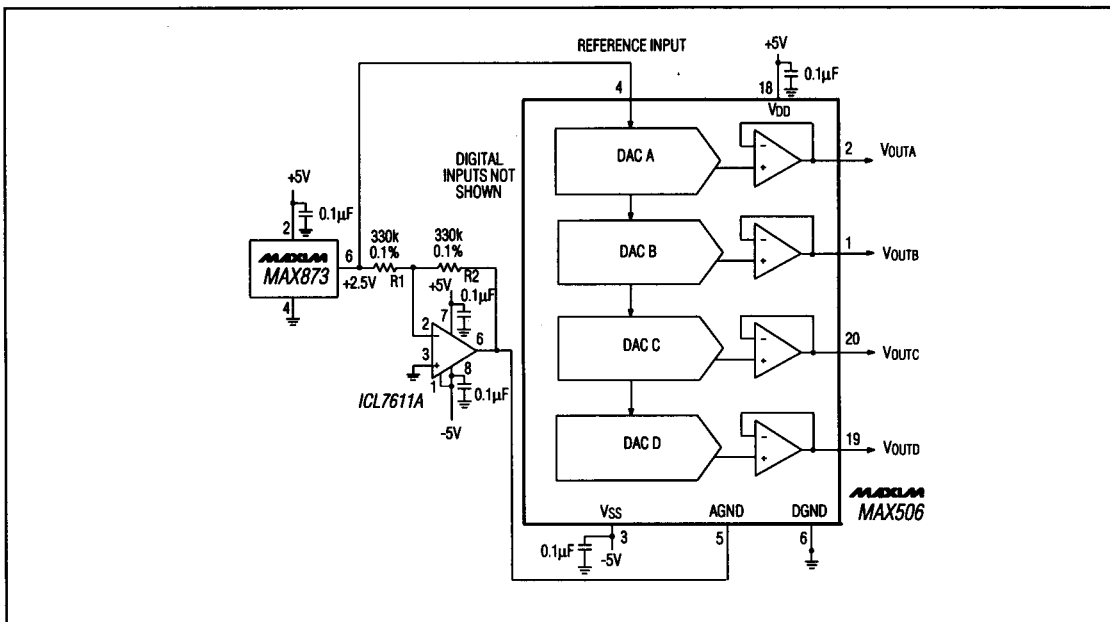 REFERENCE INPUT
+5V
0.1µF
4
18
VDD
DAC A
-
+
2
VOUTA
DIGITAL
INPUTS NOT
SHOWN
+5V
0.1µF
2
MAXIM
MAX873
6
+2.5V
4
330k
0.1%
R1
330k
0.1%
R2
+5V
0.1µF
7
2
-
3
+
6
1
8
0.1µF
ICL7611A
-5V
DAC B
-
+
1
VOUTB
DAC C
-
+
20
VOUTC
DAC D
-
+
19
VOUTD
MAXIM
MAX506
VSS
AGND
DGND
0.1µF
3
-5V
5
6